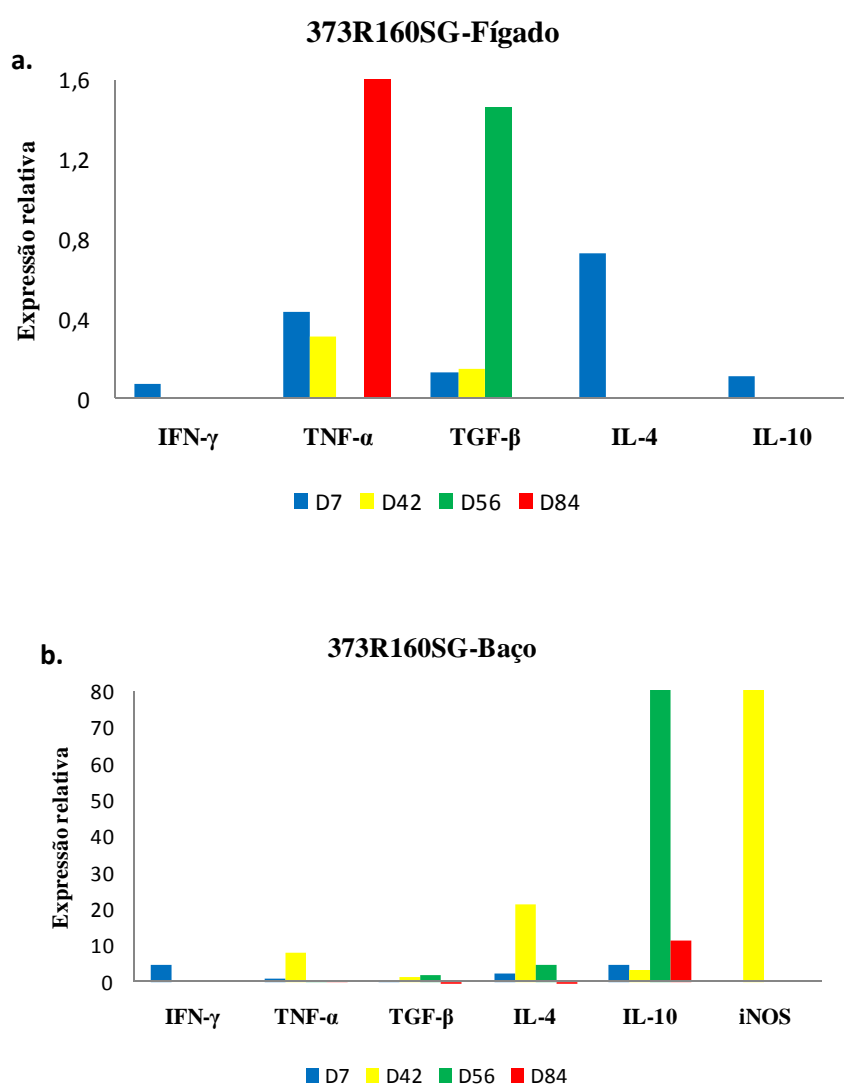 373R160SG-Fígado
a.
1,6
1,2
0,8
0,4
0
Expressão relativa
IFN-γ TNF-α TGF-β IL-4 IL-10
D7 D42 D56 D84
373R160SG-Baço
b.
80
70
60
50
40
30
20
10
0
Expressão relativa
IFN-γ TNF-α TGF-β IL-4 IL-10 iNOS
D7 D42 D56 D84